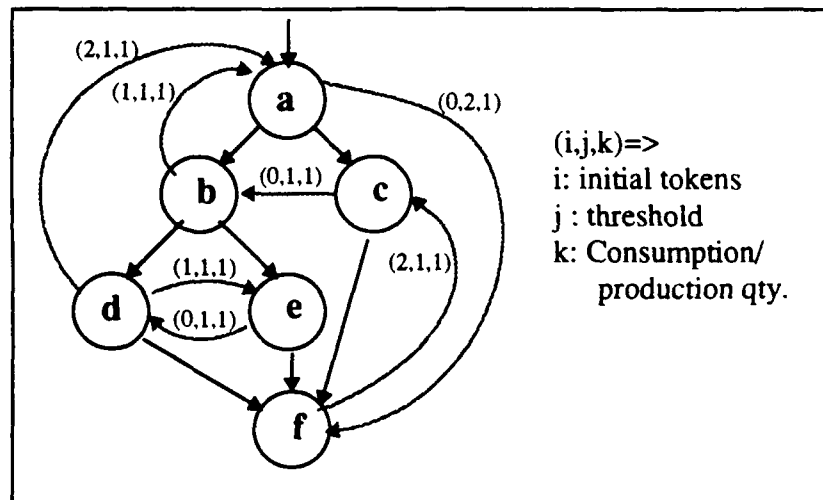 (2,1,1)
(1,1,1)
a
(0,2,1)
(i,j,k)=>
i: initial tokens
j : threshold
k: Consumption/
production qty.
b
(0,1,1)
c
(2,1,1)
d
(1,1,1)
e
(0,1,1)
f